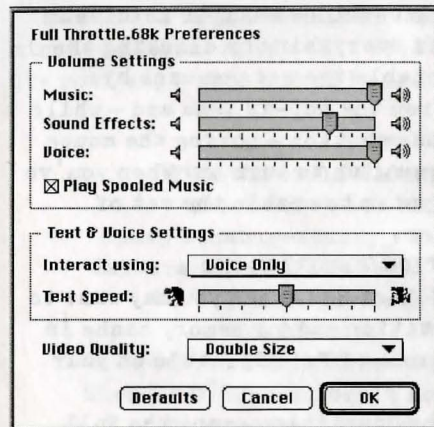 Full Throttle.68k Preferences
Volume Settings
Music:
Sound Effects:
Voice:
Play Spooled Music
Text & Voice Settings
Interact using: Voice Only
Text Speed:
Video Quality: Double Size
Defaults Cancel OK